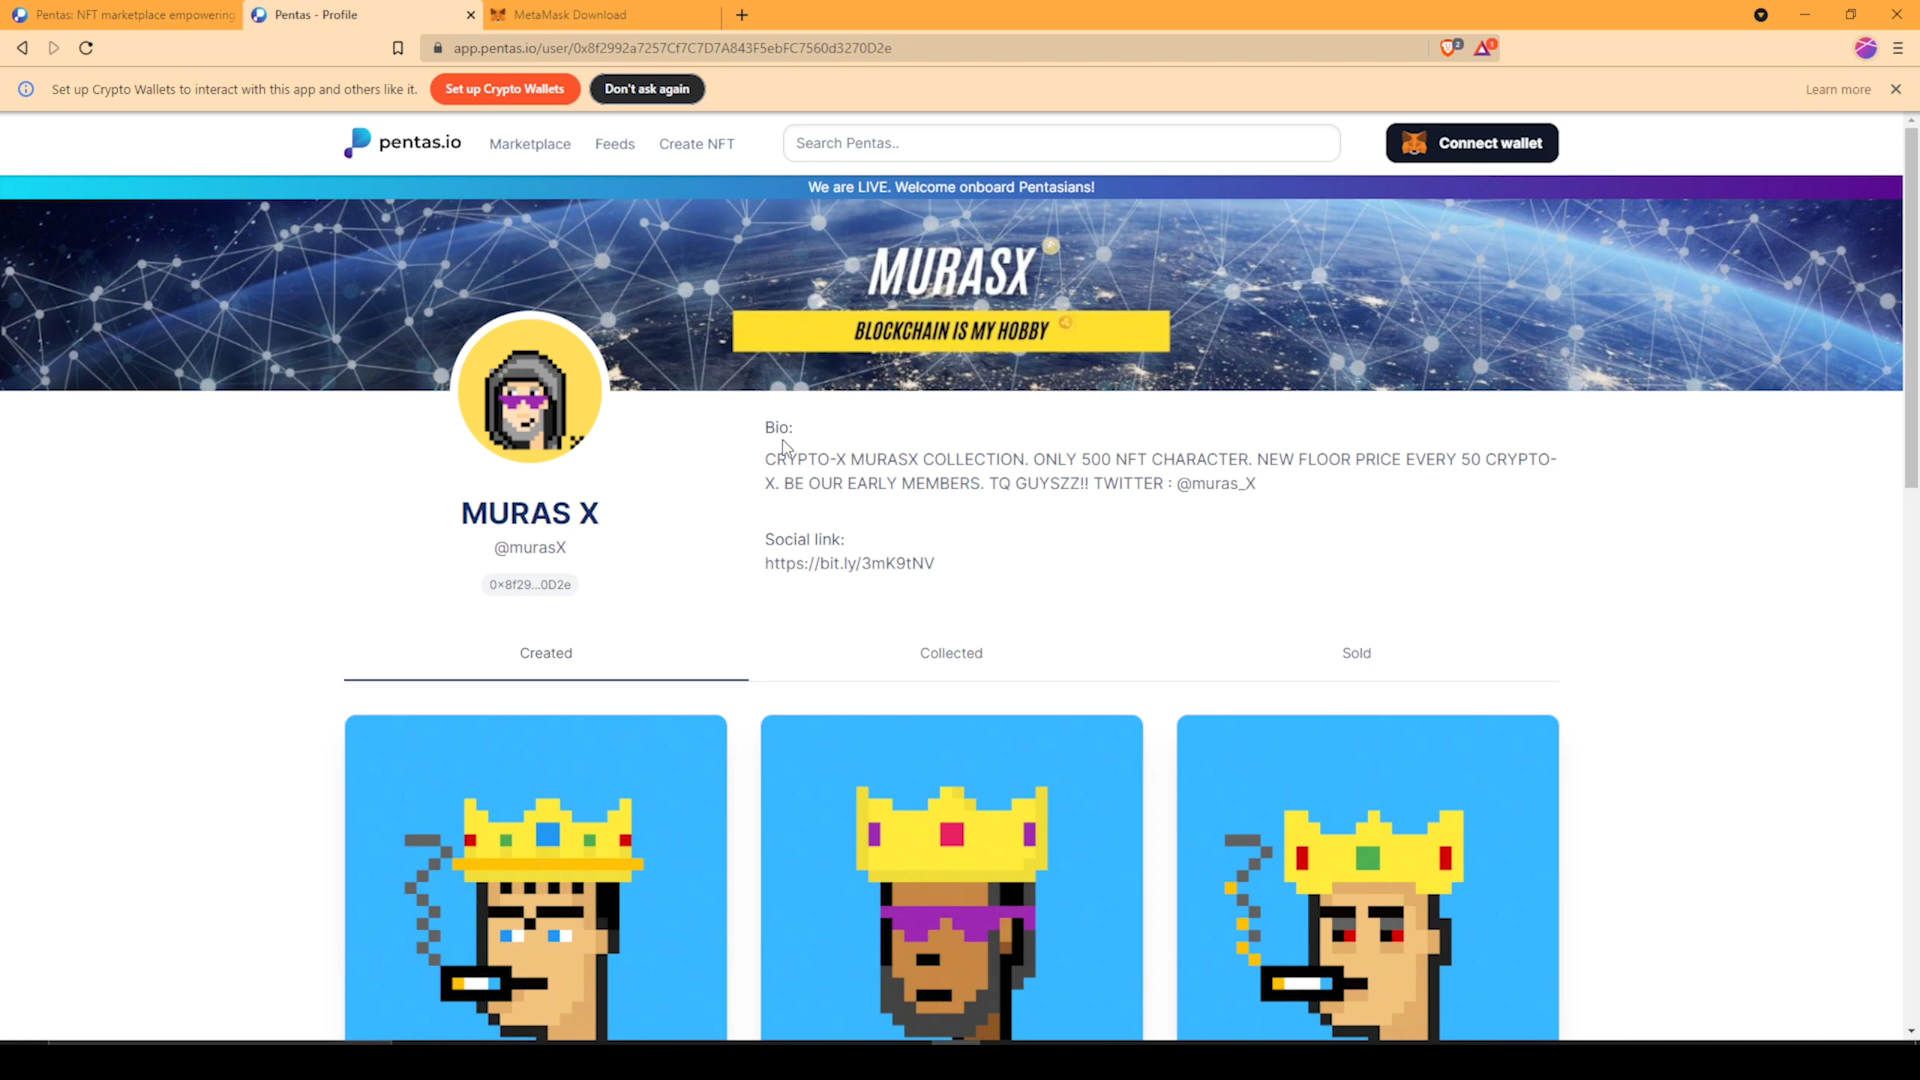 Pentas: NFT marketplace empowering
Pentas - Profile
MetaMask Download
app.pentas.io/user/0x8f2992a7257Cf7C7D7A843F5ebFC7560d3270D2e
2
1
Set up Crypto Wallets to interact with this app and others like it.
Set up Crypto Wallets
Don't ask again
Learn more
pentas.io
Marketplace
Feeds
Create NFT
Search Pentas..
Connect wallet
We are LIVE. Welcome onboard Pentasians!
MURASX
BLOCKCHAIN IS MY HOBBY
Bio:
CRYPTO-X MURASX COLLECTION. ONLY 500 NFT CHARACTER. NEW FLOOR PRICE EVERY 50 CRYPTO-
X. BE OUR EARLY MEMBERS. TQ GUYSZZ!! TWITTER : @muras_X
MURAS X
@murasX
0x8f29...0D2e
Social link:
https://bit.ly/3mK9tNV
Created
Collected
Sold